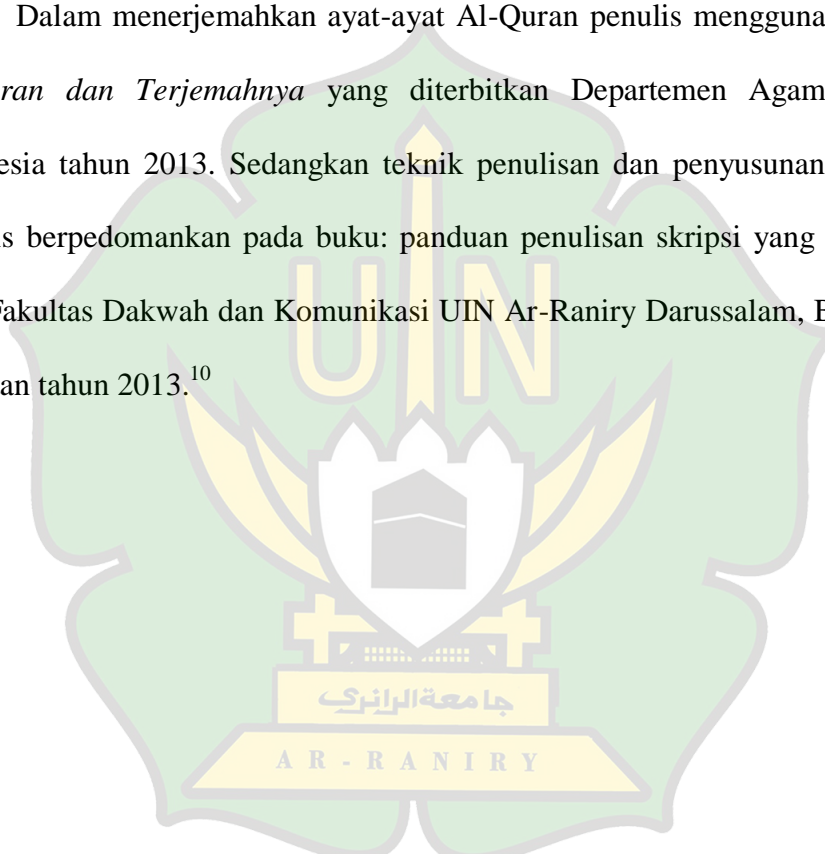 Dalam menerjemahkan ayat-ayat Al-Quran penulis mengguna
ran dan Terjemahnya yang diterbitkan Departemen Agam
esia tahun 2013. Sedangkan teknik penulisan dan penyusunan
s berpedomankan pada buku: panduan penulisan skripsi yang
Fakultas Dakwah dan Komunikasi UIN Ar-Raniry Darussalam, B
an tahun 2013.10
UIN
جامعة الرانري
AR-RANIRY